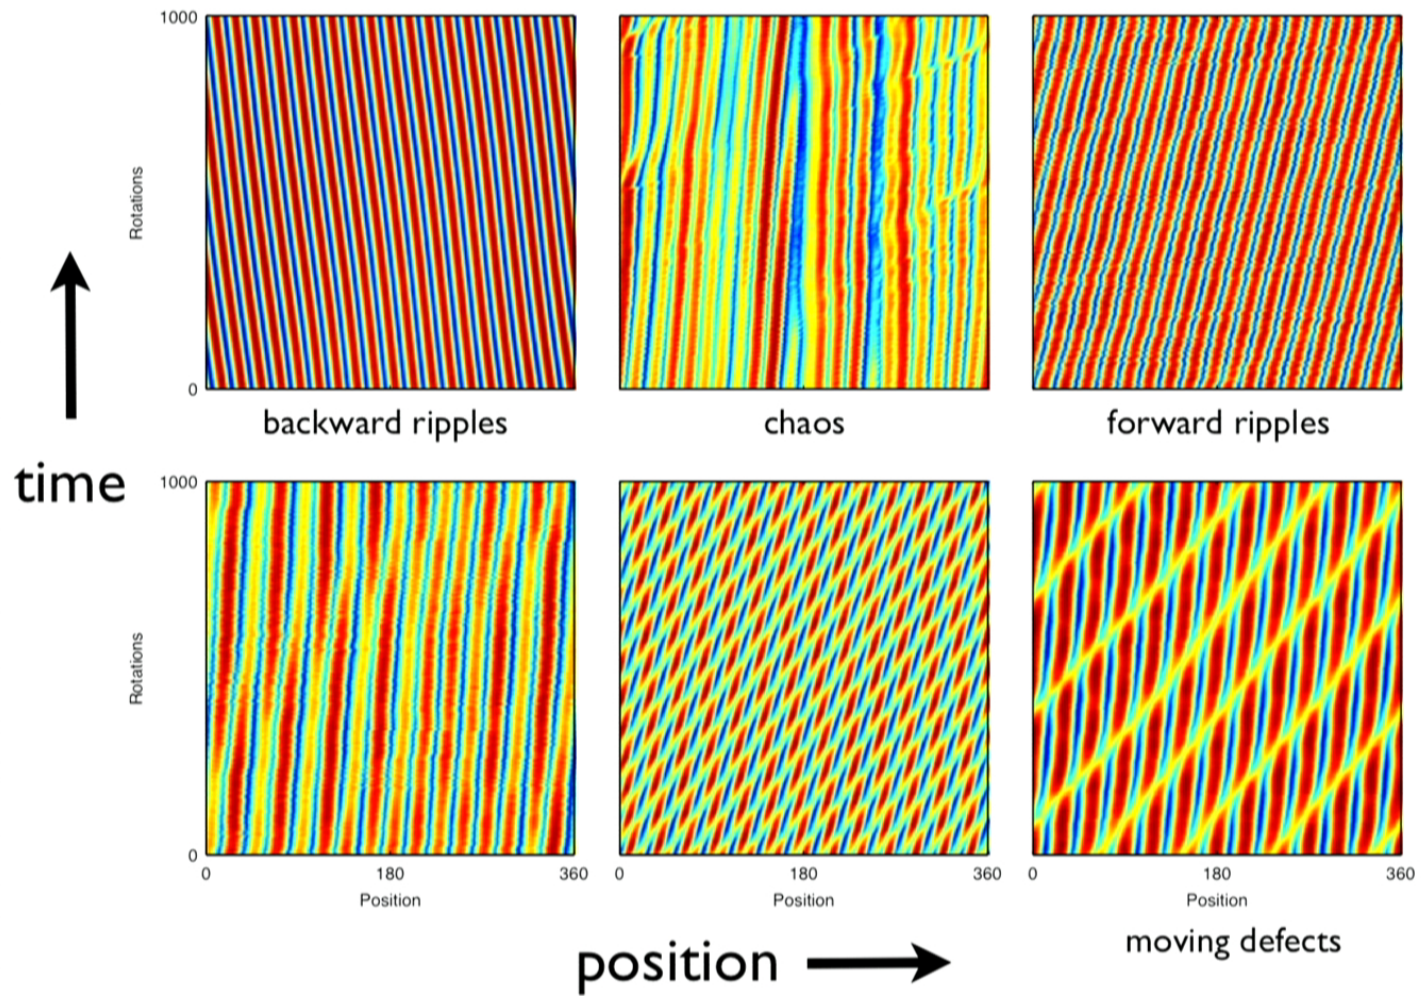 1000
Rotations
0
backward ripples
chaos
forward ripples
time
1000
Rotations
0
0 180 360
0 180 360
0 180 360
Position
Position
Position
moving defects
position